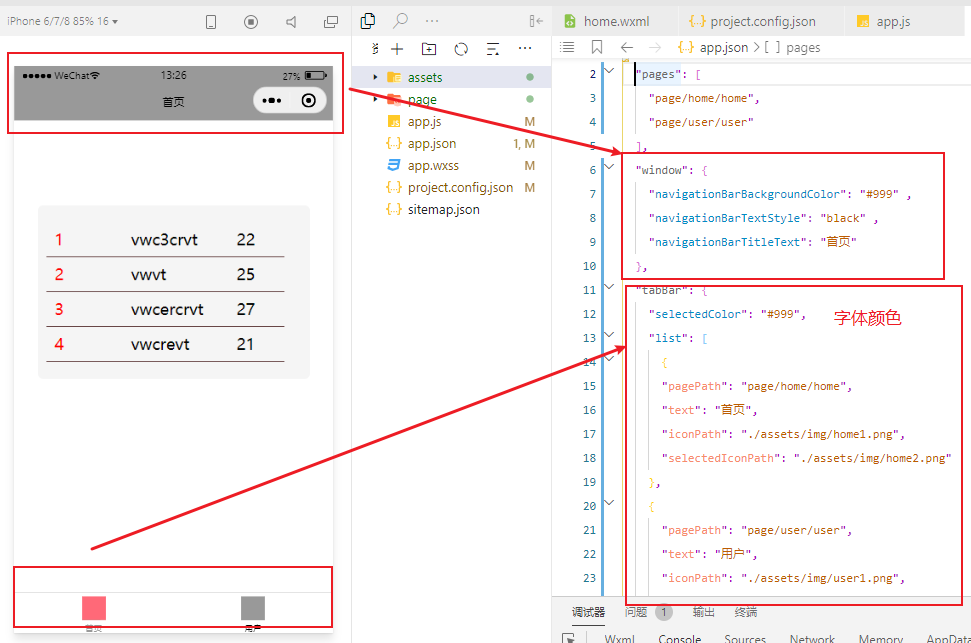 iPhone 6/7/8 85% 16
home.wxml
project.config.json
app.js
app.json > [ ] pages
WeChat 13:26 27%
首页
1 vwc3crvt 22
2 vwvt 25
3 vwcercrvt 27
4 vwcrevt 21
首页
用户
assets
page
app.js M
app.json 1, M
app.wxss M
project.config.json M
sitemap.json
2 "pages": [
3 "page/home/home",
4 "page/user/user"
5 ],
6 "window": {
7 "navigationBarBackgroundColor": "#999" ,
8 "navigationBarTextStyle": "black" ,
9 "navigationBarTitleText": "首页"
10 },
11 "tabBar": {
12 "selectedColor": "#999",
字体颜色
13 "list": [
14 {
15 "pagePath": "page/home/home",
16 "text": "首页",
17 "iconPath": "./assets/img/home1.png",
18 "selectedIconPath": "./assets/img/home2.png"
19 },
20 {
21 "pagePath": "page/user/user",
22 "text": "用户",
23 "iconPath": "./assets/img/user1.png",
调试器 问题 1 输出 终端
Wxml Console Sources Network Memory AppData